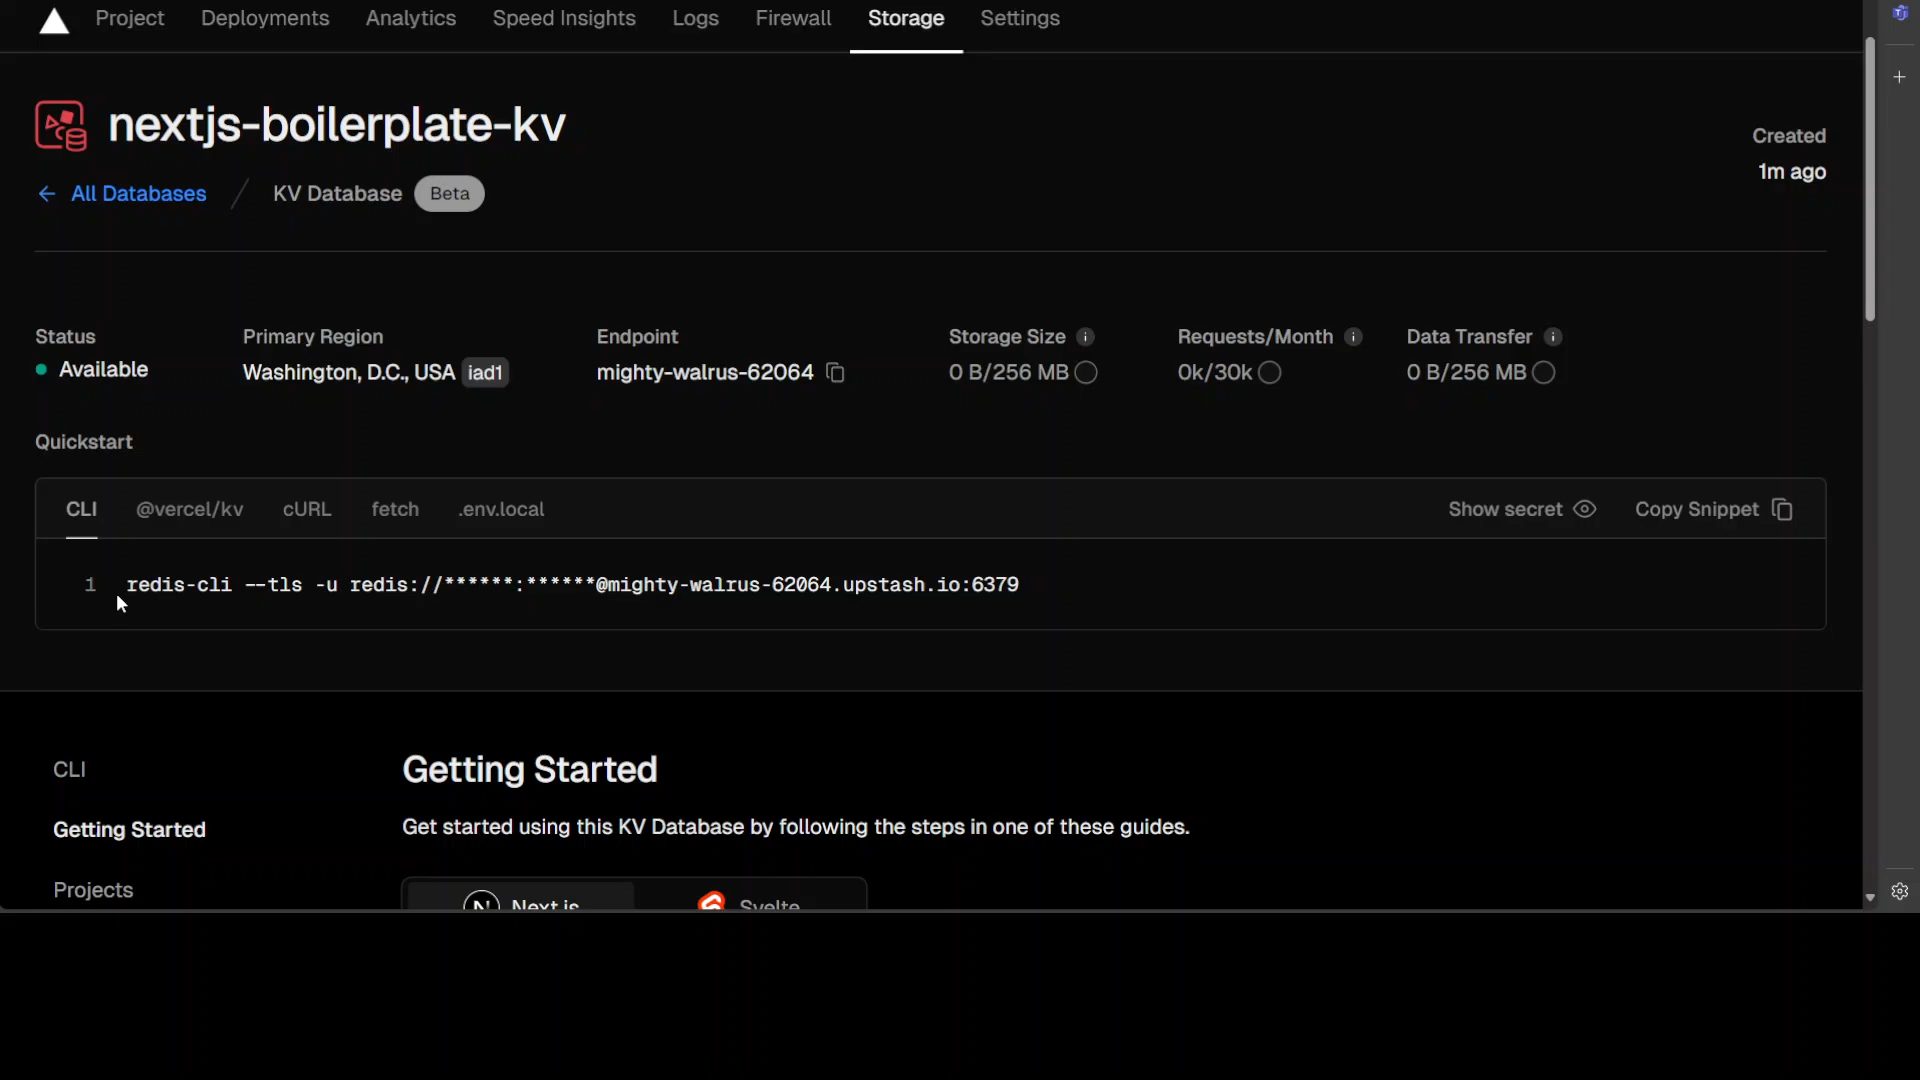 Project Deployments Analytics Speed Insights Logs Firewall Storage Settings
nextjs-boilerplate-kv
Created
1m ago
All Databases / KV Database Beta
Status Primary Region Endpoint Storage Size Requests/Month Data Transfer
Available Washington, D.C., USA iad1 mighty-walrus-62064 0 B/256 MB 0k/30k 0 B/256 MB
Quickstart
CLI @vercel/kv cURL fetch .env.local Show secret Copy Snippet
1 redis-cli --tls -u redis://******:******@mighty-walrus-62064.upstash.io:6379
CLI
Getting Started
Projects
Getting Started
Get started using this KV Database by following the steps in one of these guides.
Next.js Svelte